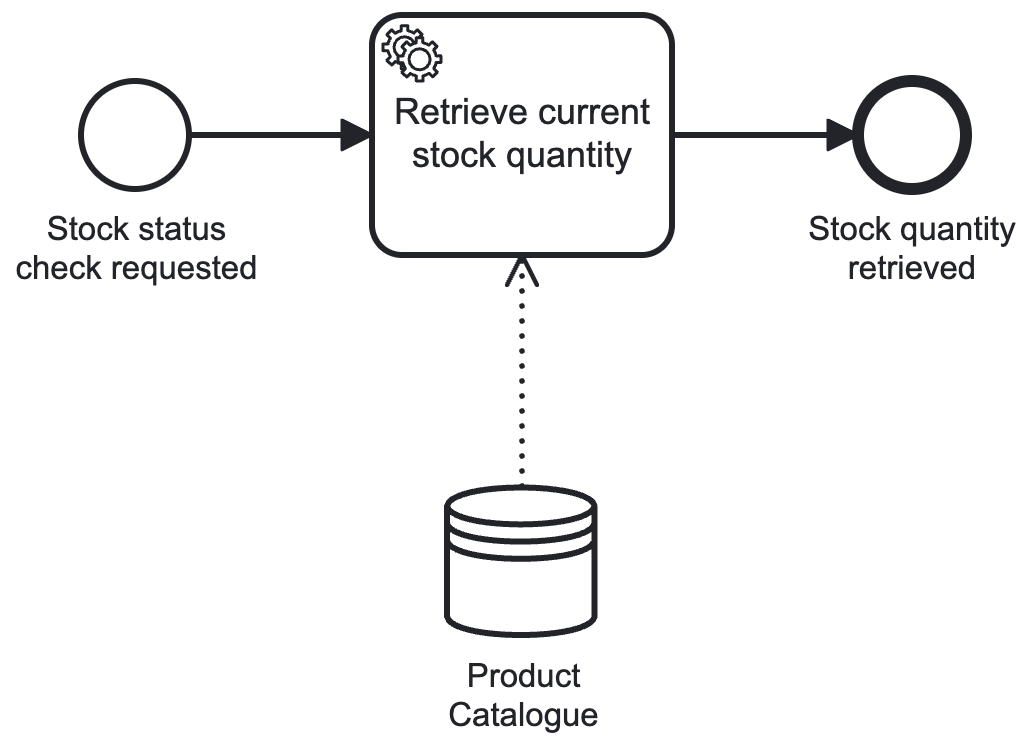 Retrieve current
stock quantity
Stock status
check requested
Stock quantity
retrieved
Product
Catalogue